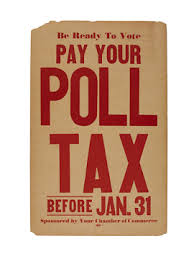 Be Ready To Vote
PAY YOUR
POLL
TAX
BEFORE JAN. 31
Sponsored by Your Chamber of Commerce